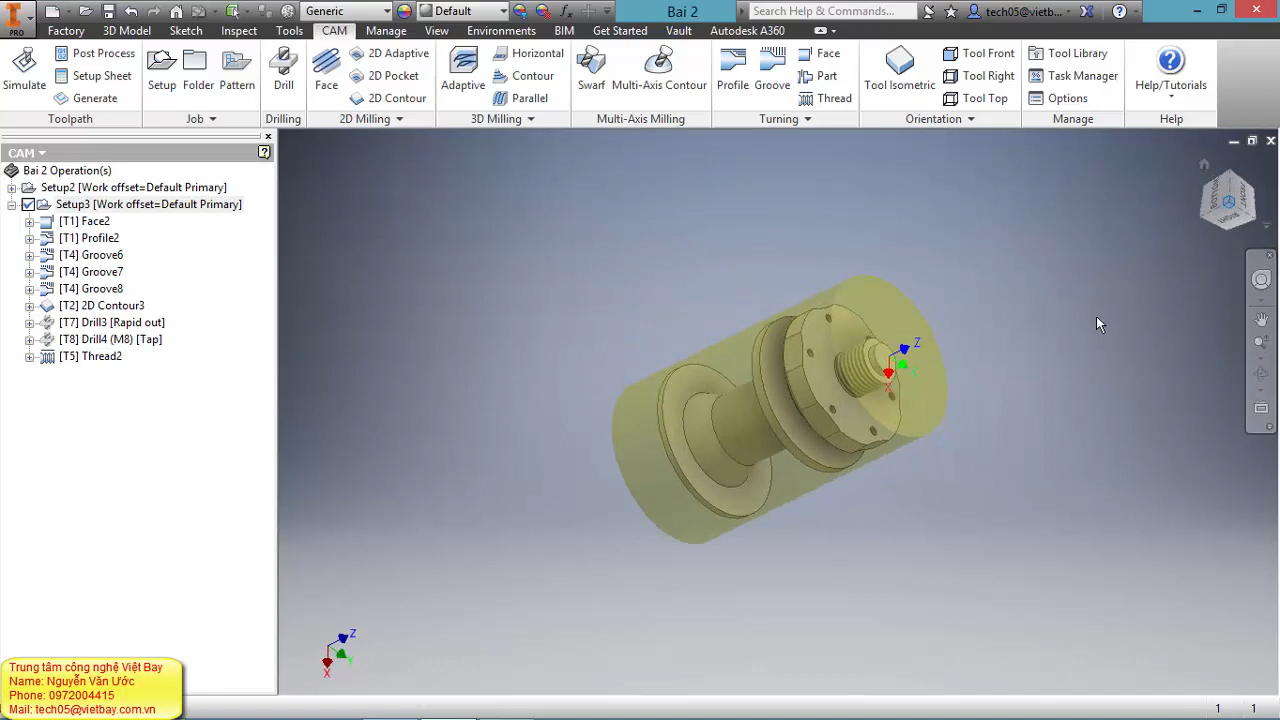 PRO
Generic
Default
Bai 2
Search Help & Commands...
tech05@vietb...
Factory 3D Model Sketch Inspect Tools CAM Manage View Environments BIM Get Started Vault Autodesk A360
Simulate
Post Process
Setup Sheet
Generate
Setup
Folder
Pattern
Drill
Face
2D Adaptive
2D Pocket
2D Contour
Adaptive
Horizontal
Contour
Parallel
Swarf
Multi-Axis Contour
Profile
Groove
Face
Part
Thread
Tool Isometric
Tool Front
Tool Right
Tool Top
Tool Library
Task Manager
Options
Help/Tutorials
Toolpath Job Drilling 2D Milling 3D Milling Multi-Axis Milling Turning Orientation Manage Help
CAM
Bai 2 Operation(s)
Setup2 [Work offset=Default Primary]
Setup3 [Work offset=Default Primary]
[T1] Face2
[T1] Profile2
[T4] Groove6
[T4] Groove7
[T4] Groove8
[T2] 2D Contour3
[T7] Drill3 [Rapid out]
[T8] Drill4 (M8) [Tap]
[T5] Thread2
BOTTOM
RIGHT
Z
X
Z
Y
X
Trung tâm công nghệ Việt Bay
Name: Nguyễn Văn Ước
Phone: 0972004415
Mail: tech05@vietbay.com.vn
1 1